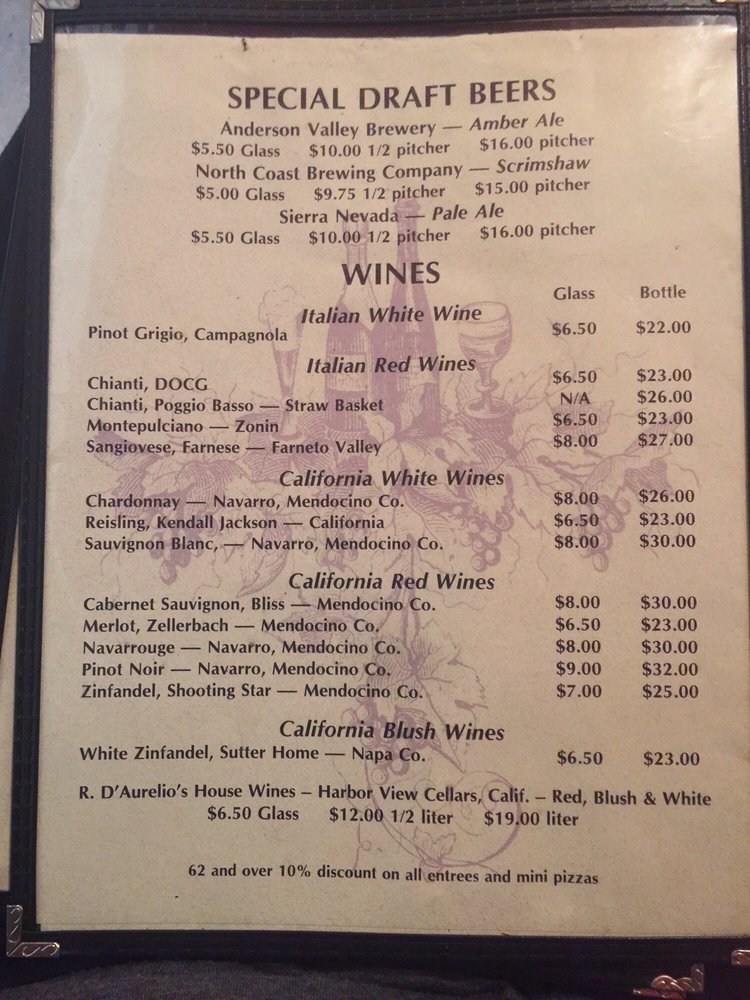 SPECIAL DRAFT BEERS
Anderson Valley Brewery — Amber Ale
$5.50 Glass $10.00 1/2 pitcher $16.00 pitcher
North Coast Brewing Company — Scrimshaw
$5.00 Glass $9.75 1/2 pitcher $15.00 pitcher
Sierra Nevada — Pale Ale
$5.50 Glass $10.00 1/2 pitcher $16.00 pitcher
WINES
Glass Bottle
Italian White Wine
Pinot Grigio, Campagnola $6.50 $22.00
Italian Red Wines
Chianti, DOCG $6.50 $23.00
Chianti, Poggio Basso — Straw Basket N/A $26.00
Montepulciano — Zonin $6.50 $23.00
Sangiovese, Farnese — Farneto Valley $8.00 $27.00
California White Wines
Chardonnay — Navarro, Mendocino Co. $8.00 $26.00
Reisling, Kendall Jackson — California $6.50 $23.00
Sauvignon Blanc, — Navarro, Mendocino Co. $8.00 $30.00
California Red Wines
Cabernet Sauvignon, Bliss — Mendocino Co. $8.00 $30.00
Merlot, Zellerbach — Mendocino Co. $6.50 $23.00
Navarrouge — Navarro, Mendocino Co. $8.00 $30.00
Pinot Noir — Navarro, Mendocino Co. $9.00 $32.00
Zinfandel, Shooting Star — Mendocino Co. $7.00 $25.00
California Blush Wines
White Zinfandel, Sutter Home — Napa Co. $6.50 $23.00
R. D'Aurelio's House Wines – Harbor View Cellars, Calif. – Red, Blush & White
$6.50 Glass $12.00 1/2 liter $19.00 liter
62 and over 10% discount on all entrees and mini pizzas